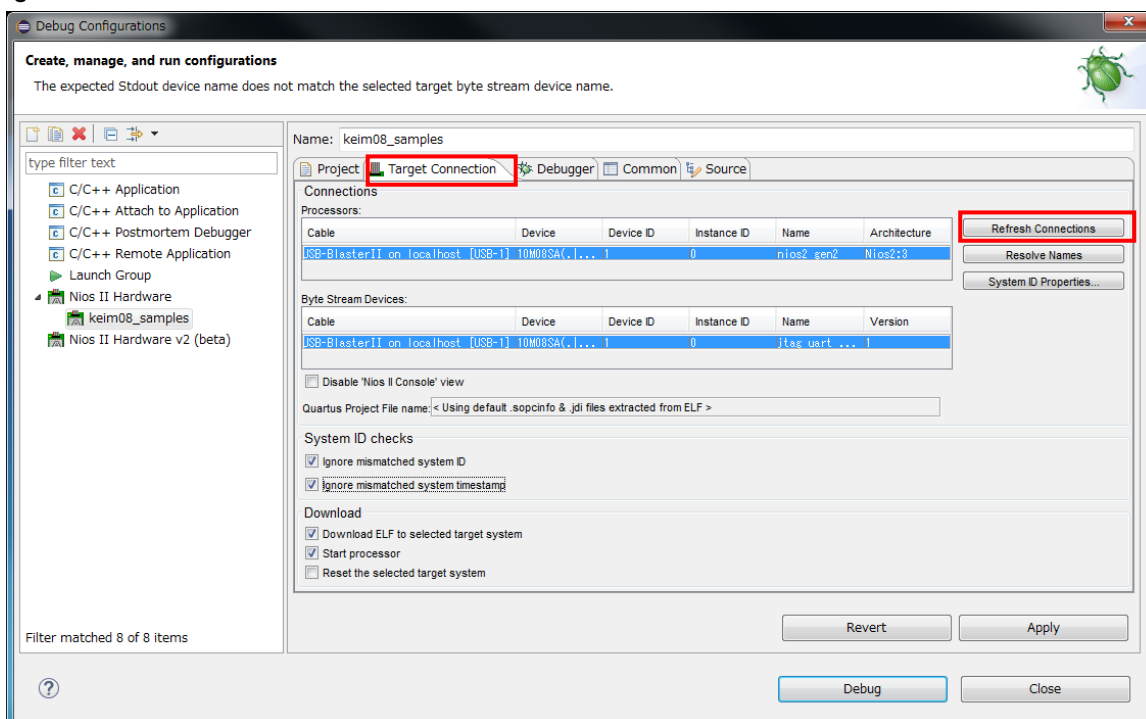 Debug Configurations
Create, manage, and run configurations
The expected Stdout device name does not match the selected target byte stream device name.
Name: keim08_samples
type filter text
C/C++ Application
C/C++ Attach to Application
C/C++ Postmortem Debugger
C/C++ Remote Application
Launch Group
Nios II Hardware
keim08_samples
Nios II Hardware v2 (beta)
Filter matched 8 of 8 items
Project Target Connection Debugger Common Source
Connections
Processors:
Cable Device Device ID Instance ID Name Architecture
USB-BlasterII on localhost [USB-1] 10M08SA(.|... 1 0 nios2_gen2 Nios2:3
Refresh Connections
Resolve Names
System ID Properties...
Byte Stream Devices:
Cable Device Device ID Instance ID Name Version
USB-BlasterII on localhost [USB-1] 10M08SA(.|... 1 0 jtag_uart ... 1
Disable 'Nios II Console' view
Quartus Project File name: < Using default .sopcinfo & .jdi files extracted from ELF >
System ID checks
Ignore mismatched system ID
Ignore mismatched system timestamp
Download
Download ELF to selected target system
Start processor
Reset the selected target system
Revert Apply
Debug Close